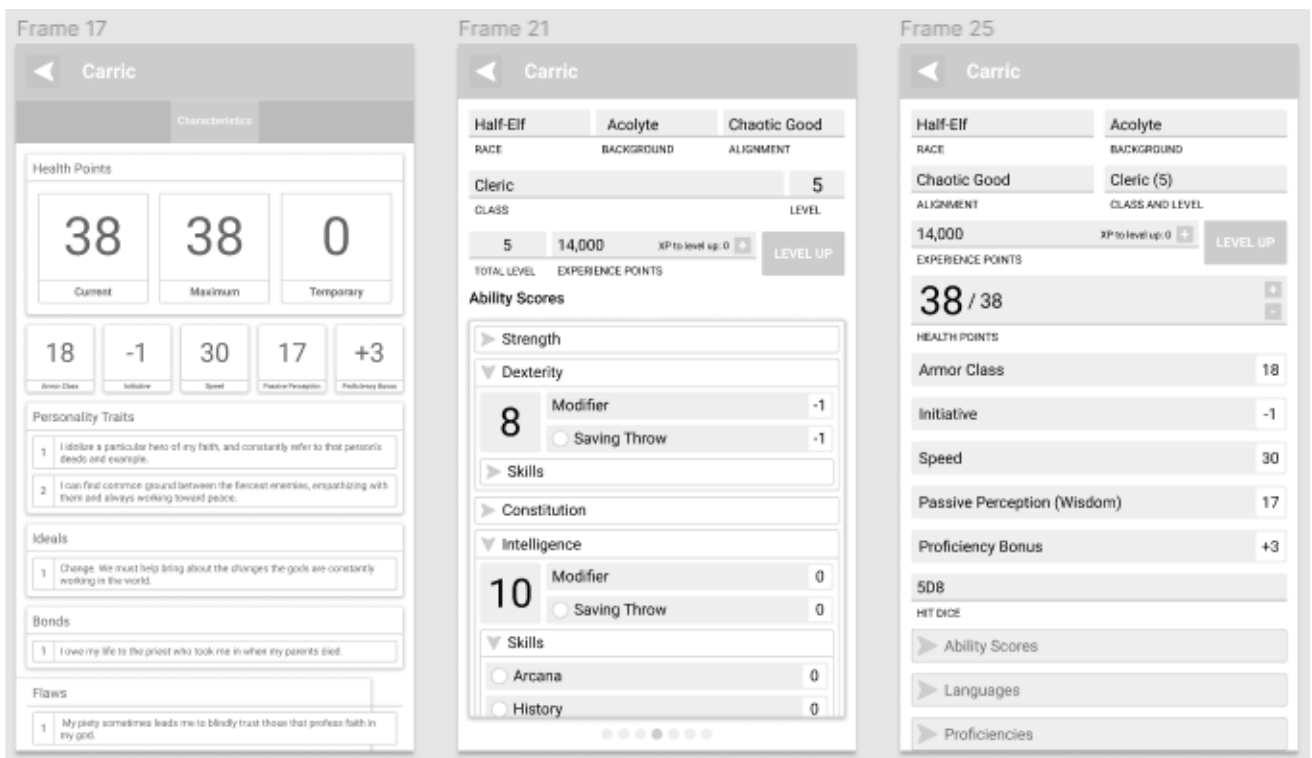 Frame 17
Carric
Characteristics
Health Points
38 38 0
Current Maximum Temporary
18 -1 30 17 +3
Armor Class Initiative Speed Passive Perception Proficiency Bonus
Personality Traits
1 I idolize a particular hero of my faith, and constantly refer to that person's
deeds and example.
2 I can find common ground between the fiercest enemies, empathizing with
them and always working toward peace.
Ideals
1 Change. We must help bring about the changes the gods are constantly
working in the world.
Bonds
1 I owe my life to the priest who took me in when my parents died.
Flaws
1 My piety sometimes leads me to blindly trust those that profess faith in
my god.
Frame 21
Carric
Half-Elf Acolyte Chaotic Good
RACE BACKGROUND ALIGNMENT
Cleric 5
CLASS LEVEL
5 14,000 XP to level up: 0 + LEVEL UP
TOTAL LEVEL EXPERIENCE POINTS
Ability Scores
Strength
Dexterity
8 Modifier -1
Saving Throw -1
Skills
Constitution
Intelligence
10 Modifier 0
Saving Throw 0
Skills
Arcana 0
History 0
Frame 25
Carric
Half-Elf Acolyte
RACE BACKGROUND
Chaotic Good Cleric (5)
ALIGNMENT CLASS AND LEVEL
14,000 XP to level up: 0 + LEVEL UP
EXPERIENCE POINTS
38 / 38 + -
HEALTH POINTS
Armor Class 18
Initiative -1
Speed 30
Passive Perception (Wisdom) 17
Proficiency Bonus +3
5D8
HIT DICE
Ability Scores
Languages
Proficiencies